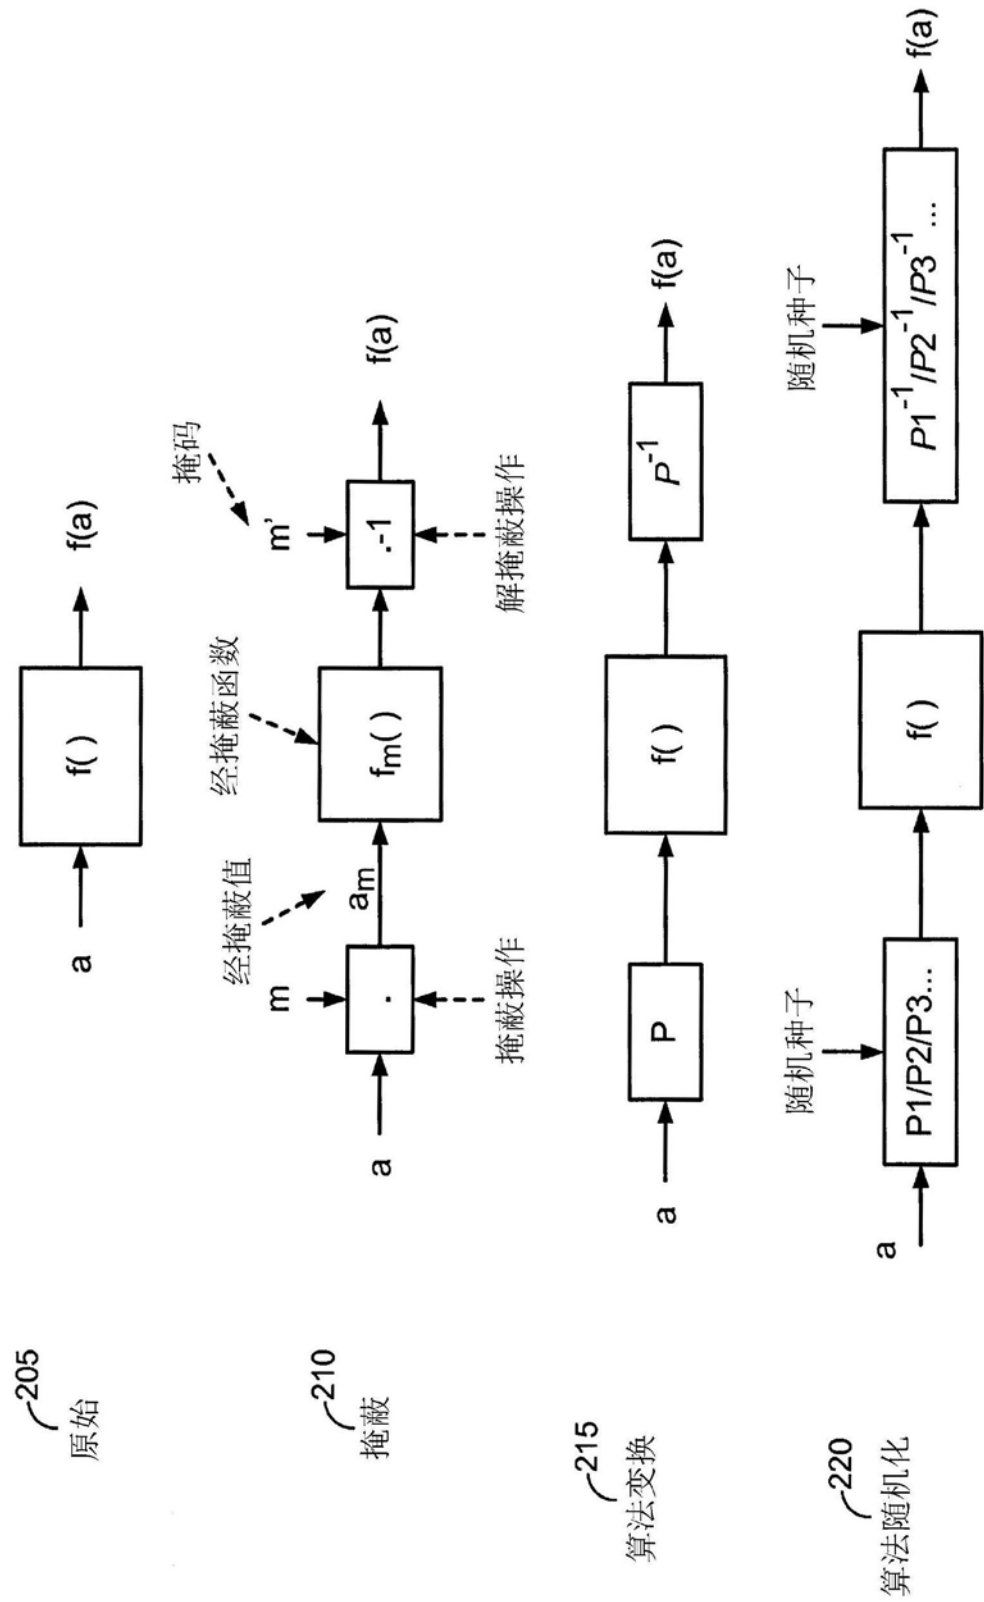 205
原始
a
f( )
f(a)
210
掩蔽
a
m
.
掩蔽操作
经掩蔽值
am
经掩蔽函数
fm( )
掩码
m'
.-1
解掩蔽操作
f(a)
215
算法变换
a
P
f( )
P-1
f(a)
220
算法随机化
a
随机种子
P1/P2/P3...
f( )
随机种子
P1-1/P2-1/P3-1 ...
f(a)